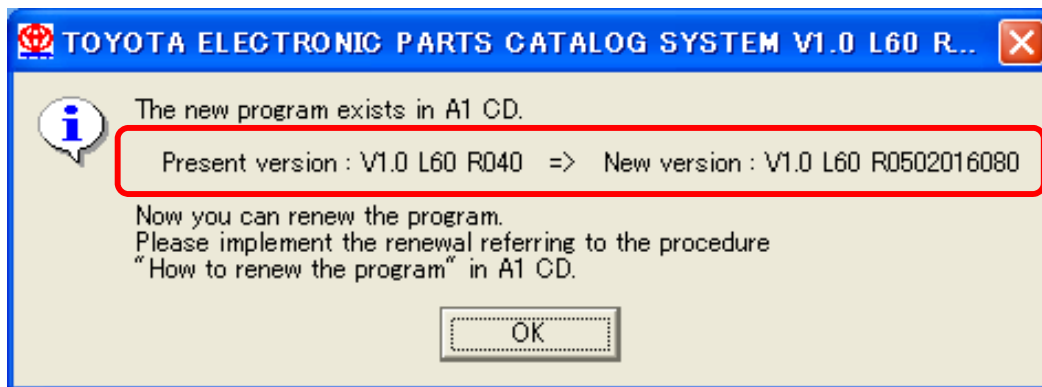 TOYOTA ELECTRONIC PARTS CATALOG SYSTEM V1.0 L60 R...
The new program exists in A1 CD.
Present version : V1.0 L60 R040 => New version : V1.0 L60 R0502016080
Now you can renew the program.
Please implement the renewal referring to the procedure
"How to renew the program" in A1 CD.
OK